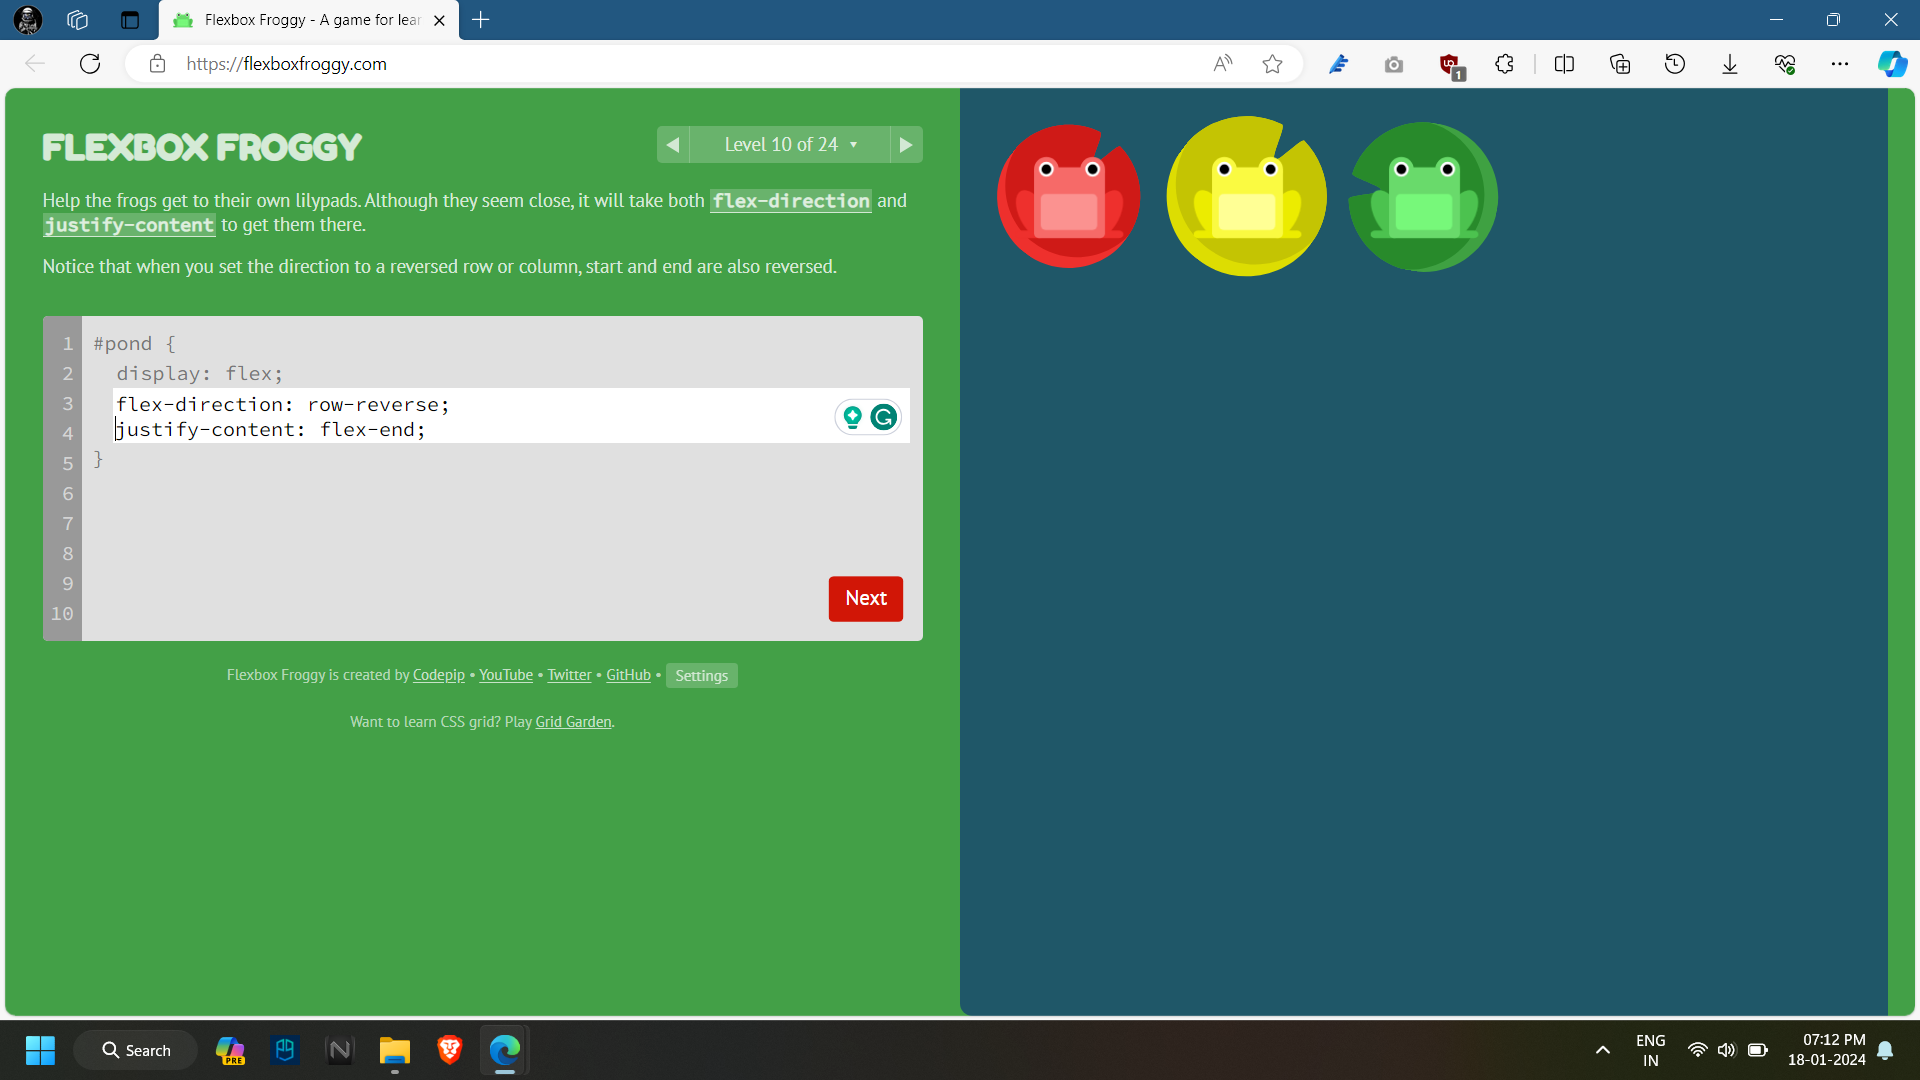 Flexbox Froggy - A game for lear
https://flexboxfroggy.com
1
FLEXBOX FROGGY
Level 10 of 24
Help the frogs get to their own lilypads. Although they seem close, it will take both flex-direction and
justify-content to get them there.
Notice that when you set the direction to a reversed row or column, start and end are also reversed.
1 #pond {
2 display: flex;
3 flex-direction: row-reverse;
4 justify-content: flex-end;
5 }
6
7
8
9
10
Next
Flexbox Froggy is created by Codepip • YouTube • Twitter • GitHub • Settings
Want to learn CSS grid? Play Grid Garden.
Search
PRE
ENG
IN
07:12 PM
18-01-2024